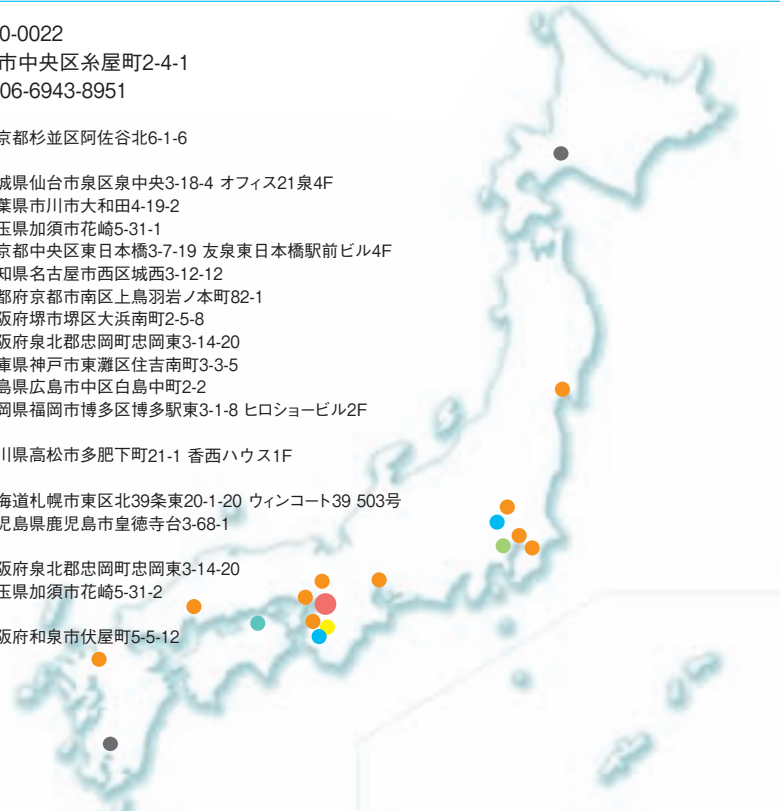 0-0022
市中央区糸屋町2-4-1
06-6943-8951
京都杉並区阿佐谷北6-1-6
城県仙台市泉区泉中央3-18-4 オフィス21泉4F
葉県市川市大和田4-19-2
玉県加須市花崎5-31-1
京都中央区東日本橋3-7-19 友泉東日本橋駅前ビル4F
知県名古屋市西区城西3-12-12
都府京都市南区上鳥羽岩ノ本町82-1
阪府堺市堺区大浜南町2-5-8
阪府泉北郡忠岡町忠岡東3-14-20
庫県神戸市東灘区住吉南町3-3-5
島県広島市中区白島中町2-2
岡県福岡市博多区博多駅東3-1-8 ヒロショービル2F
川県高松市多肥下町21-1 香西ハウス1F
海道札幌市東区北39条東20-1-20 ウィンコート39 503号
児島県鹿児島市皇徳寺台3-68-1
阪府泉北郡忠岡町忠岡東3-14-20
玉県加須市花崎5-31-2
阪府和泉市伏屋町5-5-12